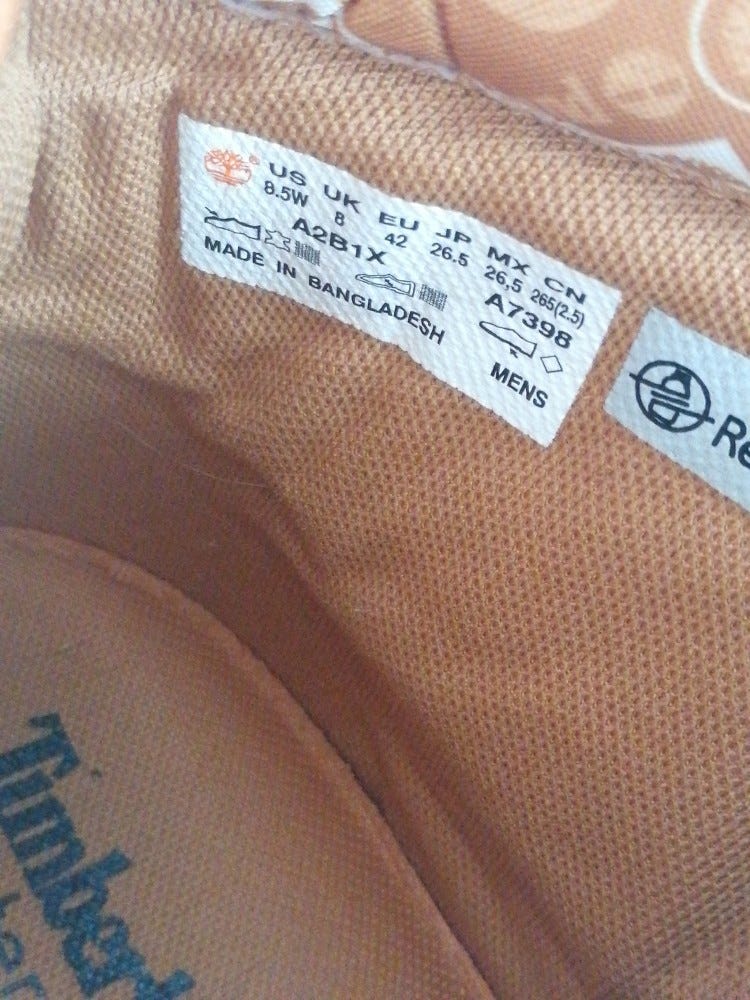 US UK EU JP MX CN
8.5W 8 42 26.5 26,5 265(2.5)
A2B1X A7398
MADE IN BANGLADESH MENS
Re
Timberl